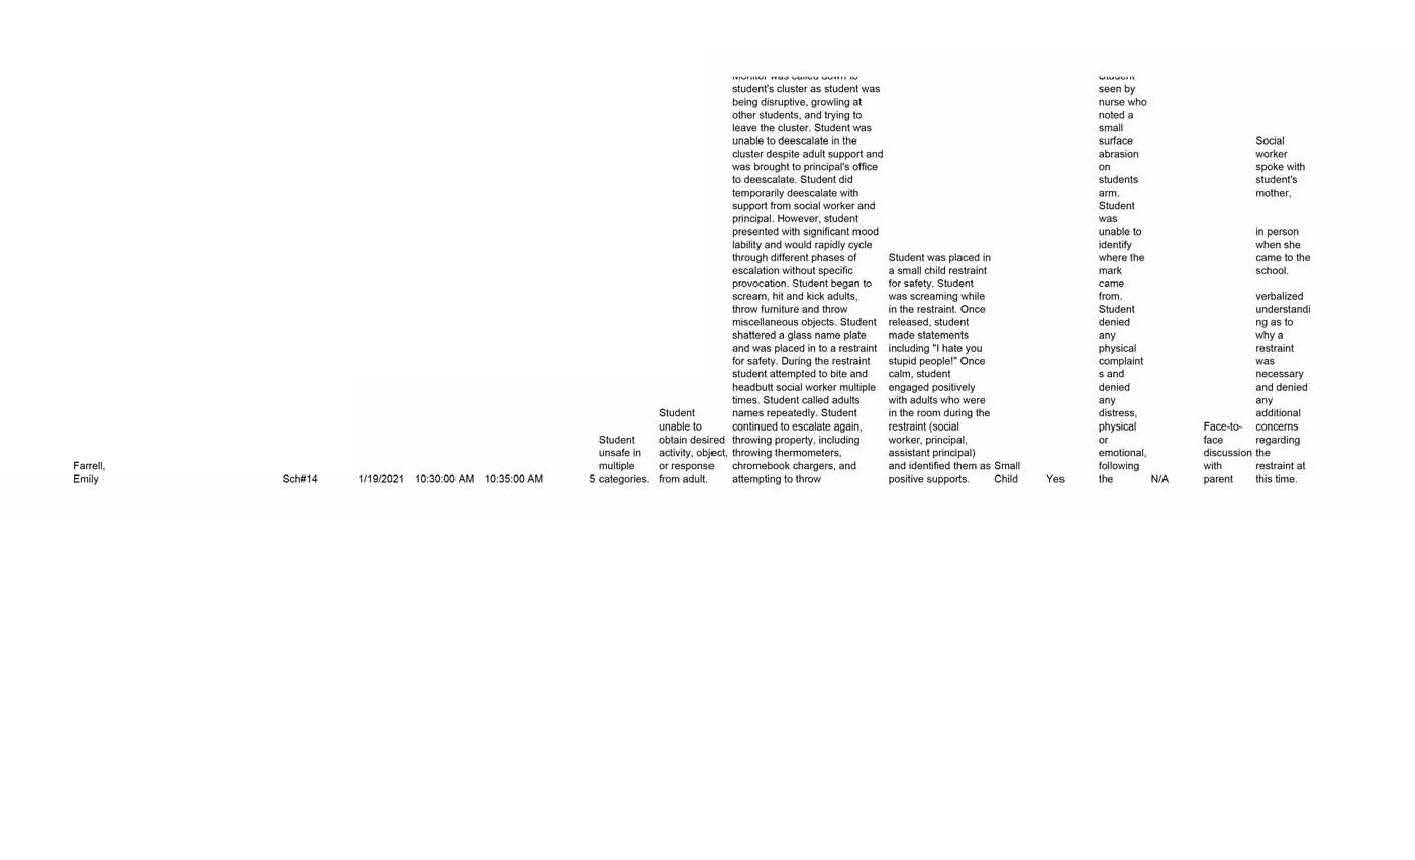 Farrell,
Emily
Sch#14
1/19/2021
10:30:00 AM
10:35:00 AM
5
Student
unsafe in
multiple
categories.
Student
unable to
obtain desired
activity, object,
or response
from adult.
Monitor was called down to
student's cluster as student was
being disruptive, growling at
other students, and trying to
leave the cluster. Student was
unable to deescalate in the
cluster despite adult support and
was brought to principal's office
to deescalate. Student did
temporarily deescalate with
support from social worker and
principal. However, student
presented with significant mood
lability and would rapidly cycle
through different phases of
escalation without specific
provocation. Student began to
scream, hit and kick adults,
throw furniture and throw
miscellaneous objects. Student
shattered a glass name plate
and was placed in to a restraint
for safety. During the restraint
student attempted to bite and
headbutt social worker multiple
times. Student called adults
names repeatedly. Student
continued to escalate again,
throwing property, including
throwing thermometers,
chromebook chargers, and
attempting to throw
Student was placed in
a small child restraint
for safety. Student
was screaming while
in the restraint. Once
released, student
made statements
including "I hate you
stupid people!" Once
calm, student
engaged positively
with adults who were
in the room during the
restraint (social
worker, principal,
assistant principal)
and identified them as
positive supports.
Small
Child
Yes
Student
seen by
nurse who
noted a
small
surface
abrasion
on
students
arm.
Student
was
unable to
identify
where the
mark
came
from.
Student
denied
any
physical
complaint
s and
denied
any
distress,
physical
or
emotional,
following
the
N/A
Face-to-
face
discussion
with
parent
Social
worker
spoke with
student's
mother,
in person
when she
came to the
school.
verbalized
understandi
ng as to
why a
restraint
was
necessary
and denied
any
additional
concerns
regarding
the
restraint at
this time.